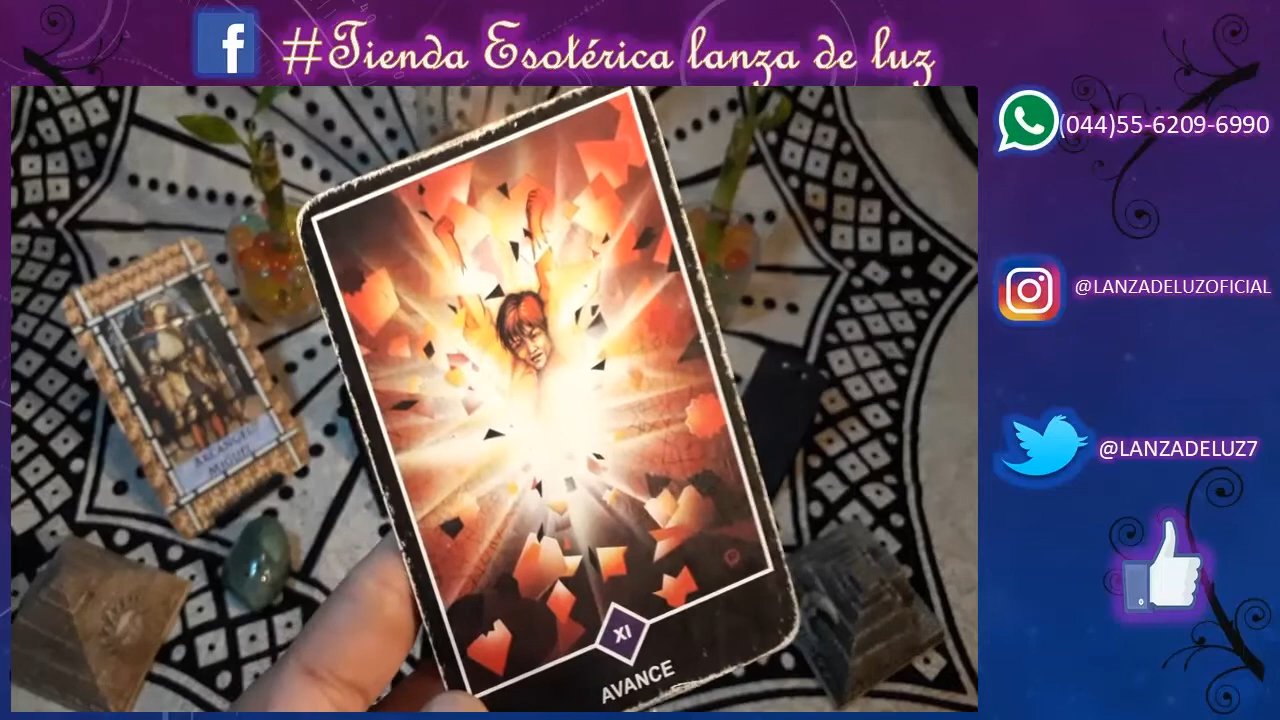 #Tienda Esotérica lanza de luz
(044)55-6209-6990
@LANZADELUZOFICIAL
@LANZADELUZ7
ARCANGEL
MIGUEL
XI
AVANCE